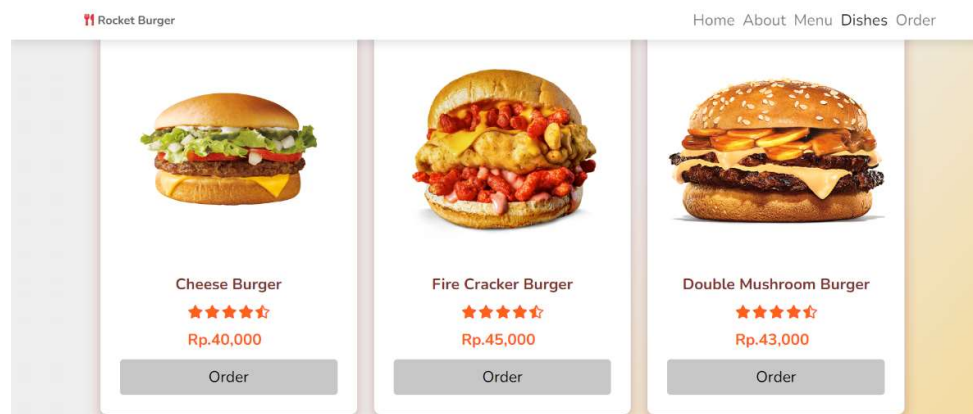 Rocket Burger
Home About Menu Dishes Order
Cheese Burger
Rp.40,000
Order
Fire Cracker Burger
Rp.45,000
Order
Double Mushroom Burger
Rp.43,000
Order